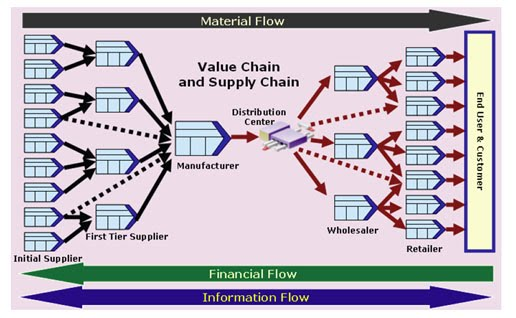 Material Flow
Value Chain
and Supply Chain
Distribution
Center
Manufacturer
End User & Customer
First Tier Supplier
Wholesaler
Initial Supplier
Retailer
Financial Flow
Information Flow